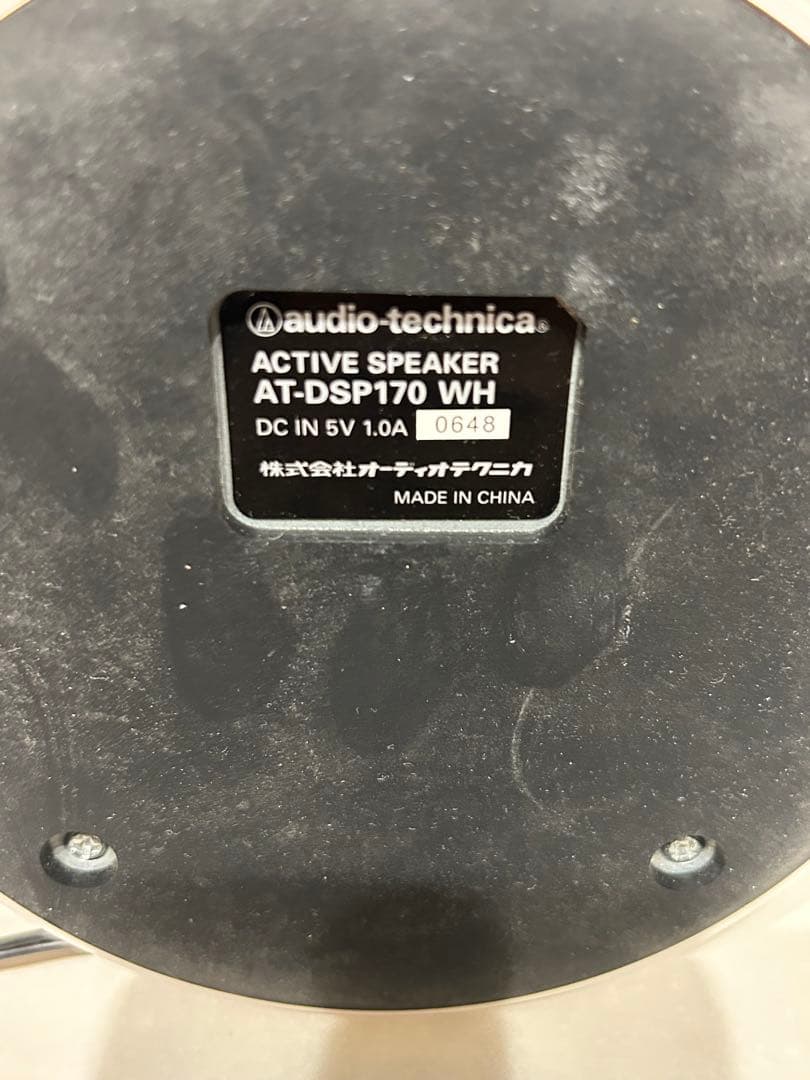 audio-technica®
ACTIVE SPEAKER
AT-DSP170 WH
DC IN 5V 1.0A 0648
株式会社オーディオテクニカ
MADE IN CHINA